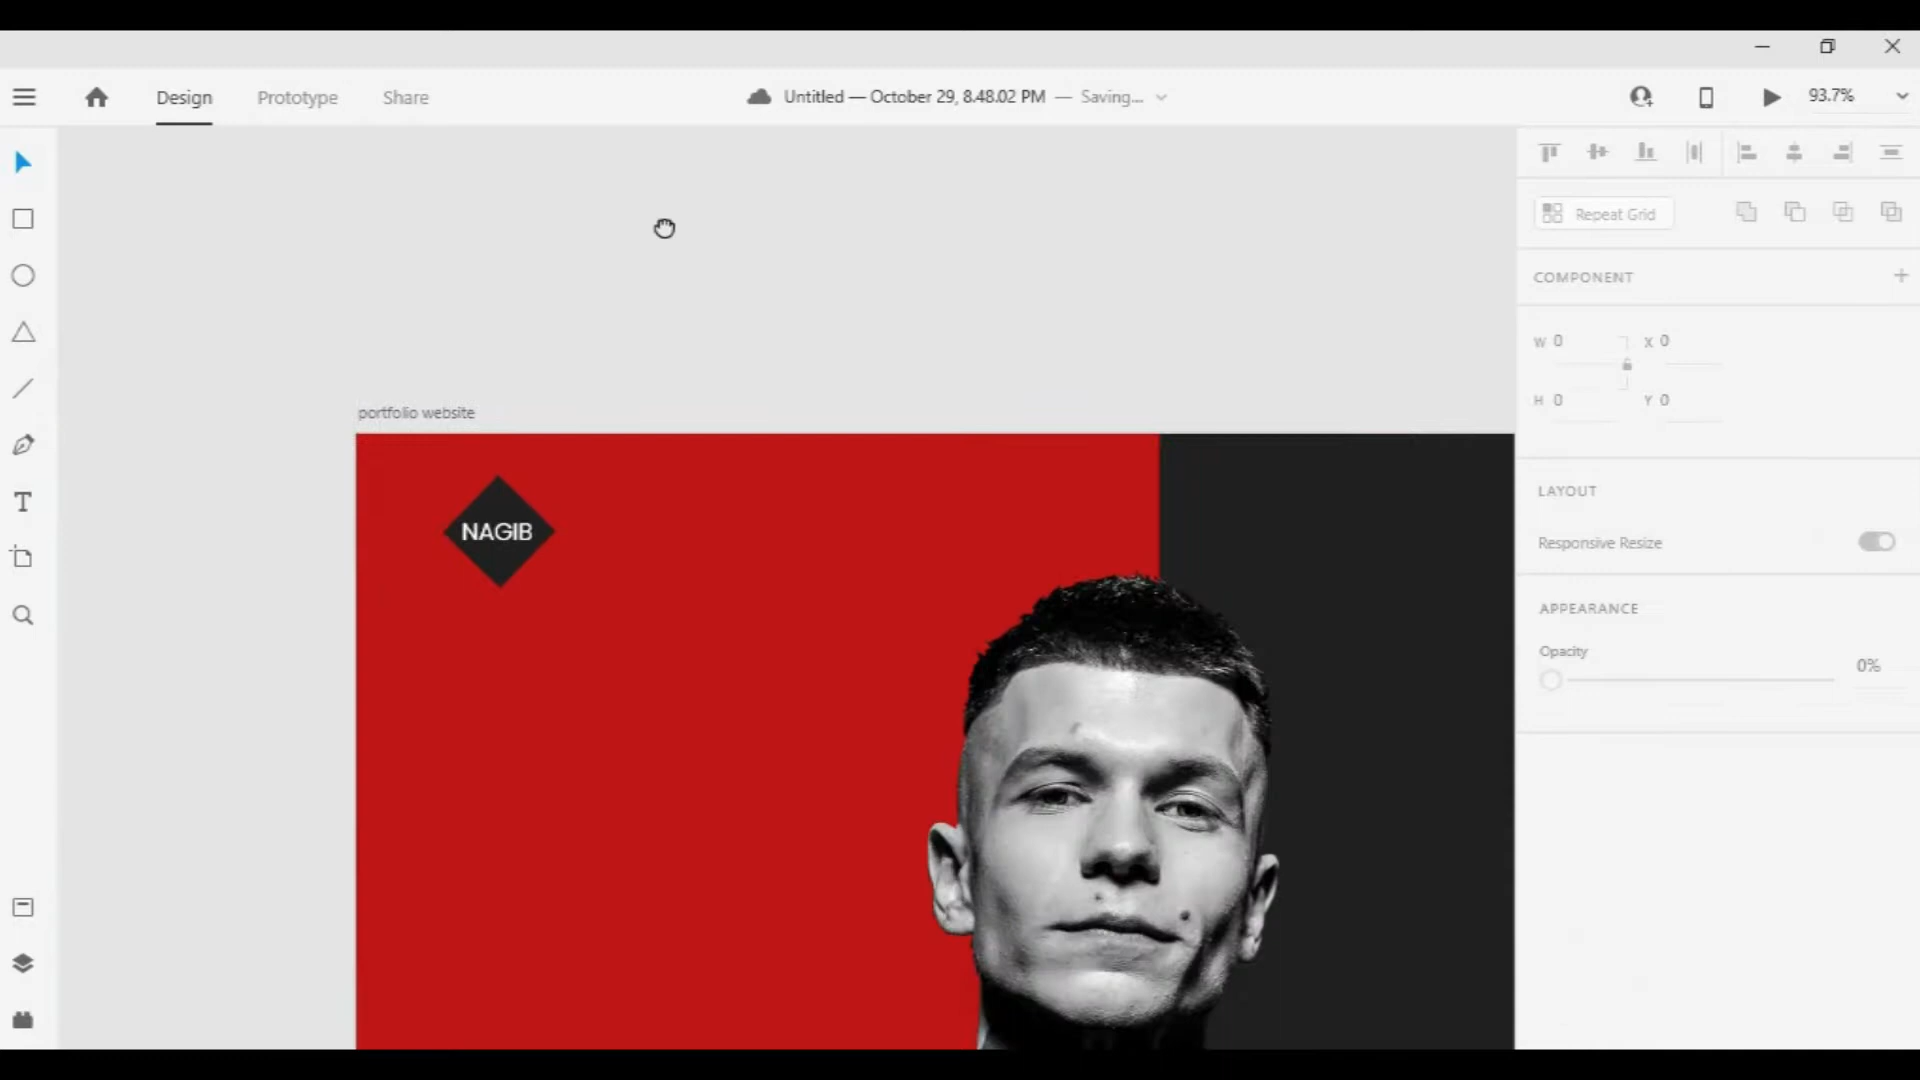 Design
Prototype
Share
Untitled — October 29, 8.48.02 PM — Saving...
93.7%
Repeat Grid
COMPONENT
W 0
X 0
H 0
Y 0
LAYOUT
Responsive Resize
APPEARANCE
Opacity
0%
portfolio website
NAGIB